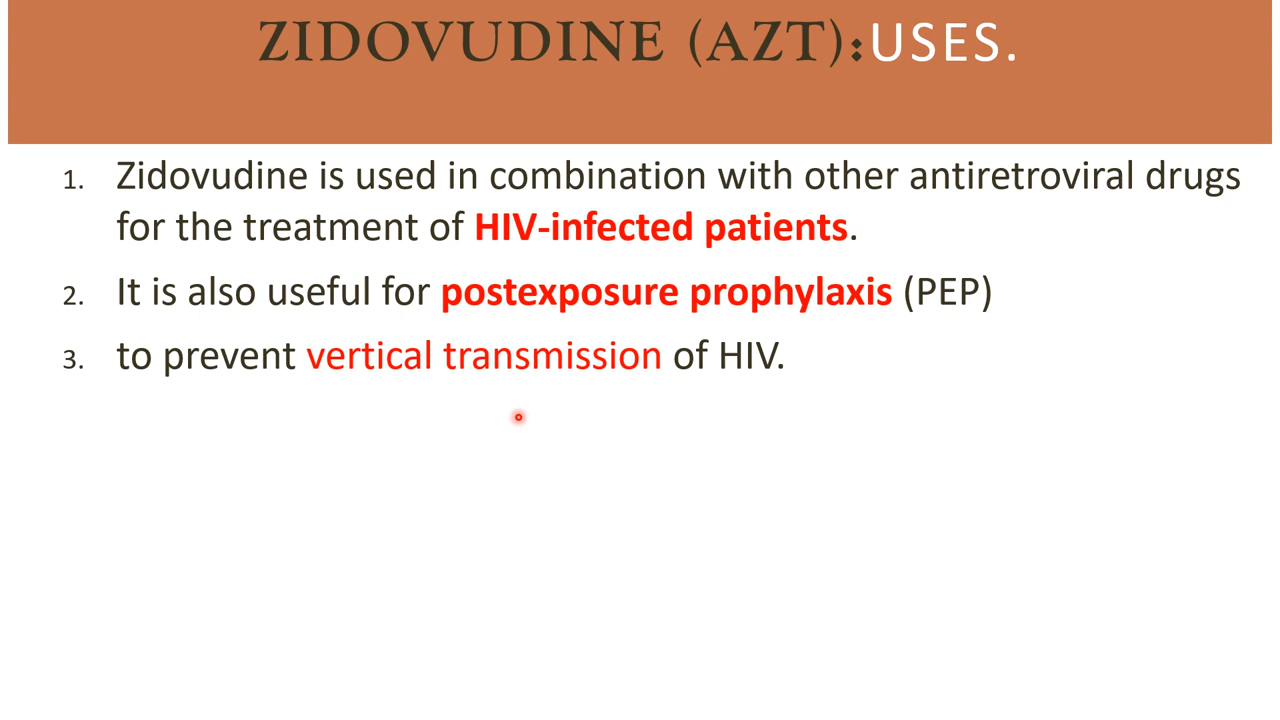 ZIDOVUDINE (AZT):USES.
1. Zidovudine is used in combination with other antiretroviral drugs
for the treatment of HIV-infected patients.
2. It is also useful for postexposure prophylaxis (PEP)
3. to prevent vertical transmission of HIV.